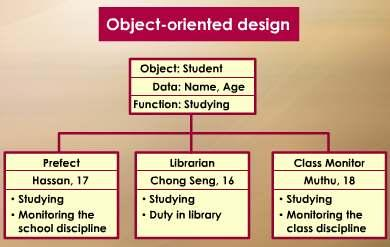 Object-oriented design
Object: Student
Data: Name, Age
Function: Studying
Prefect
Hassan, 17
• Studying
• Monitoring the
school discipline
Librarian
Chong Seng, 16
• Studying
• Duty in library
Class Monitor
Muthu, 18
• Studying
• Monitoring the
class discipline